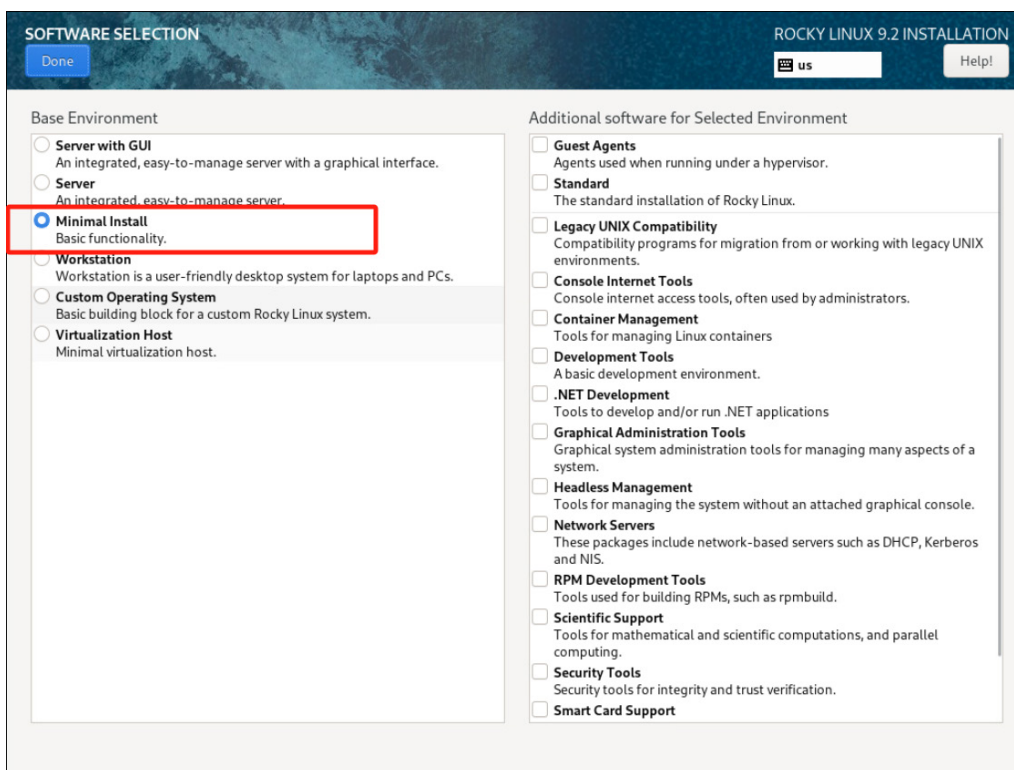 SOFTWARE SELECTION
Done
ROCKY LINUX 9.2 INSTALLATION
us
Help!
Base Environment
Server with GUI
An integrated, easy-to-manage server with a graphical interface.
Server
An integrated, easy-to-manage server.
Minimal Install
Basic functionality.
Workstation
Workstation is a user-friendly desktop system for laptops and PCs.
Custom Operating System
Basic building block for a custom Rocky Linux system.
Virtualization Host
Minimal virtualization host.
Additional software for Selected Environment
Guest Agents
Agents used when running under a hypervisor.
Standard
The standard installation of Rocky Linux.
Legacy UNIX Compatibility
Compatibility programs for migration from or working with legacy UNIX
environments.
Console Internet Tools
Console internet access tools, often used by administrators.
Container Management
Tools for managing Linux containers
Development Tools
A basic development environment.
.NET Development
Tools to develop and/or run .NET applications
Graphical Administration Tools
Graphical system administration tools for managing many aspects of a
system.
Headless Management
Tools for managing the system without an attached graphical console.
Network Servers
These packages include network-based servers such as DHCP, Kerberos
and NIS.
RPM Development Tools
Tools used for building RPMs, such as rpmbuild.
Scientific Support
Tools for mathematical and scientific computations, and parallel
computing.
Security Tools
Security tools for integrity and trust verification.
Smart Card Support